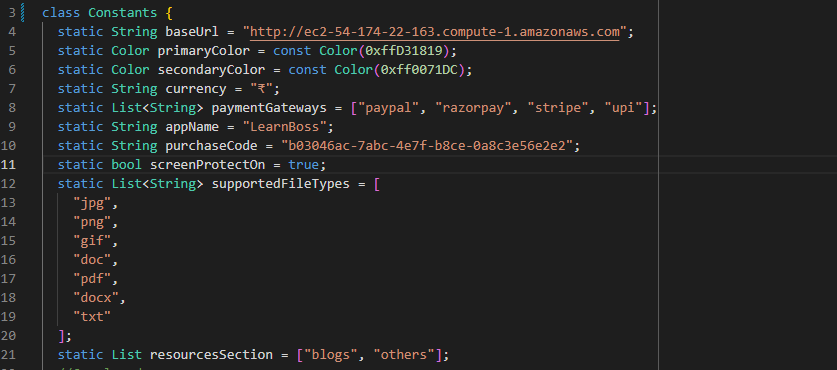 3 class Constants {
4 static String baseUrl = "http://ec2-54-174-22-163.compute-1.amazonaws.com";
5 static Color primaryColor = const Color(0xffD31819);
6 static Color secondaryColor = const Color(0xff0071DC);
7 static String currency = "₹";
8 static List<String> paymentGateways = ["paypal", "razorpay", "stripe", "upi"];
9 static String appName = "LearnBoss";
10 static String purchaseCode = "b03046ac-7abc-4e7f-b8ce-0a8c3e56e2e2";
11 static bool screenProtectOn = true;
12 static List<String> supportedFileTypes = [
13 "jpg",
14 "png",
15 "gif",
16 "doc",
17 "pdf",
18 "docx",
19 "txt"
20 ];
21 static List resourcesSection = ["blogs", "others"];